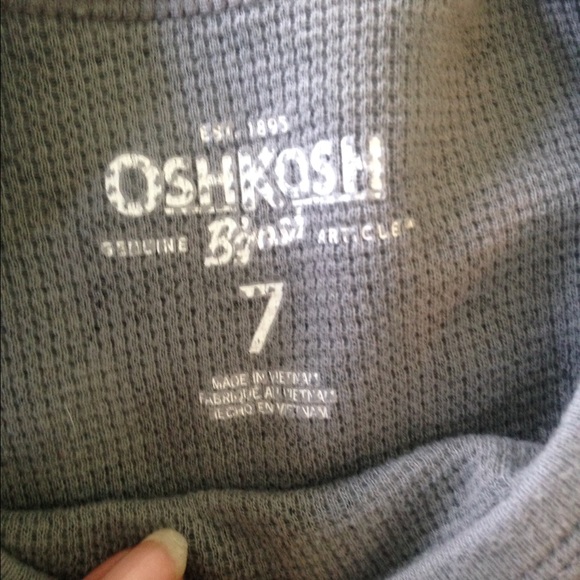 EST. 1895
OSHKOSH
GENUINE B'gosh ARTICLE
7
MADE IN VIETNAM
FABRIQUÉ AU VIETNAM
HECHO EN VIETNAM